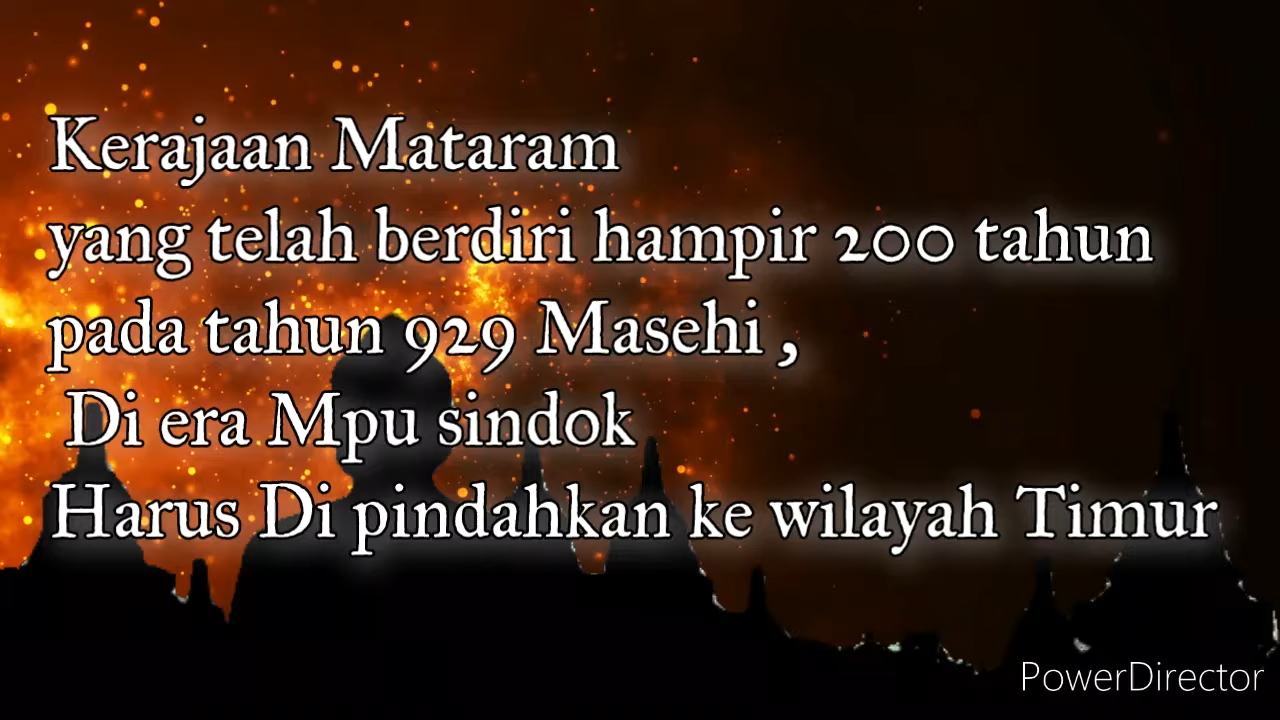 Kerajaan Mataram
yang telah berdiri hampir 200 tahun
pada tahun 929 Masehi ,
Di era Mpu sindok
Harus Di pindahkan ke wilayah Timur
PowerDirector